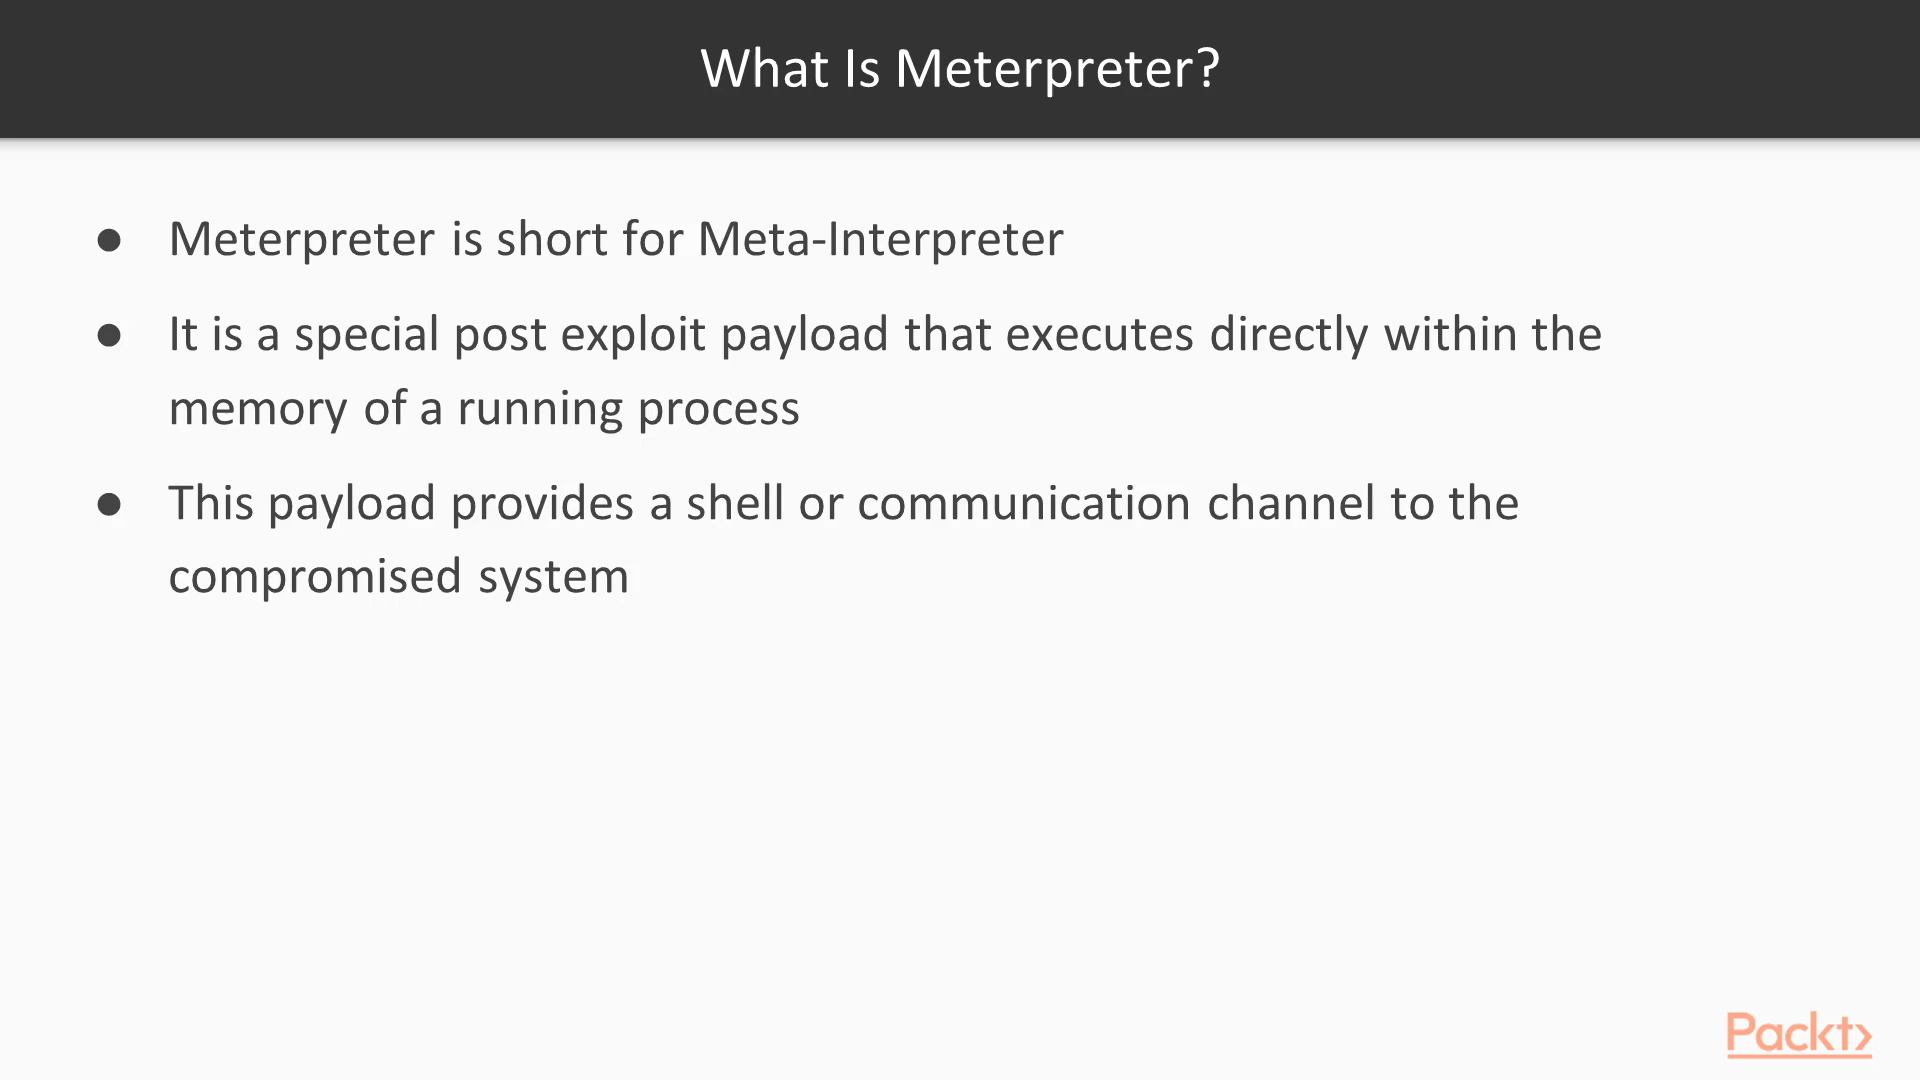 What Is Meterpreter?
● Meterpreter is short for Meta-Interpreter
● It is a special post exploit payload that executes directly within the
memory of a running process
● This payload provides a shell or communication channel to the
compromised system
Packt>